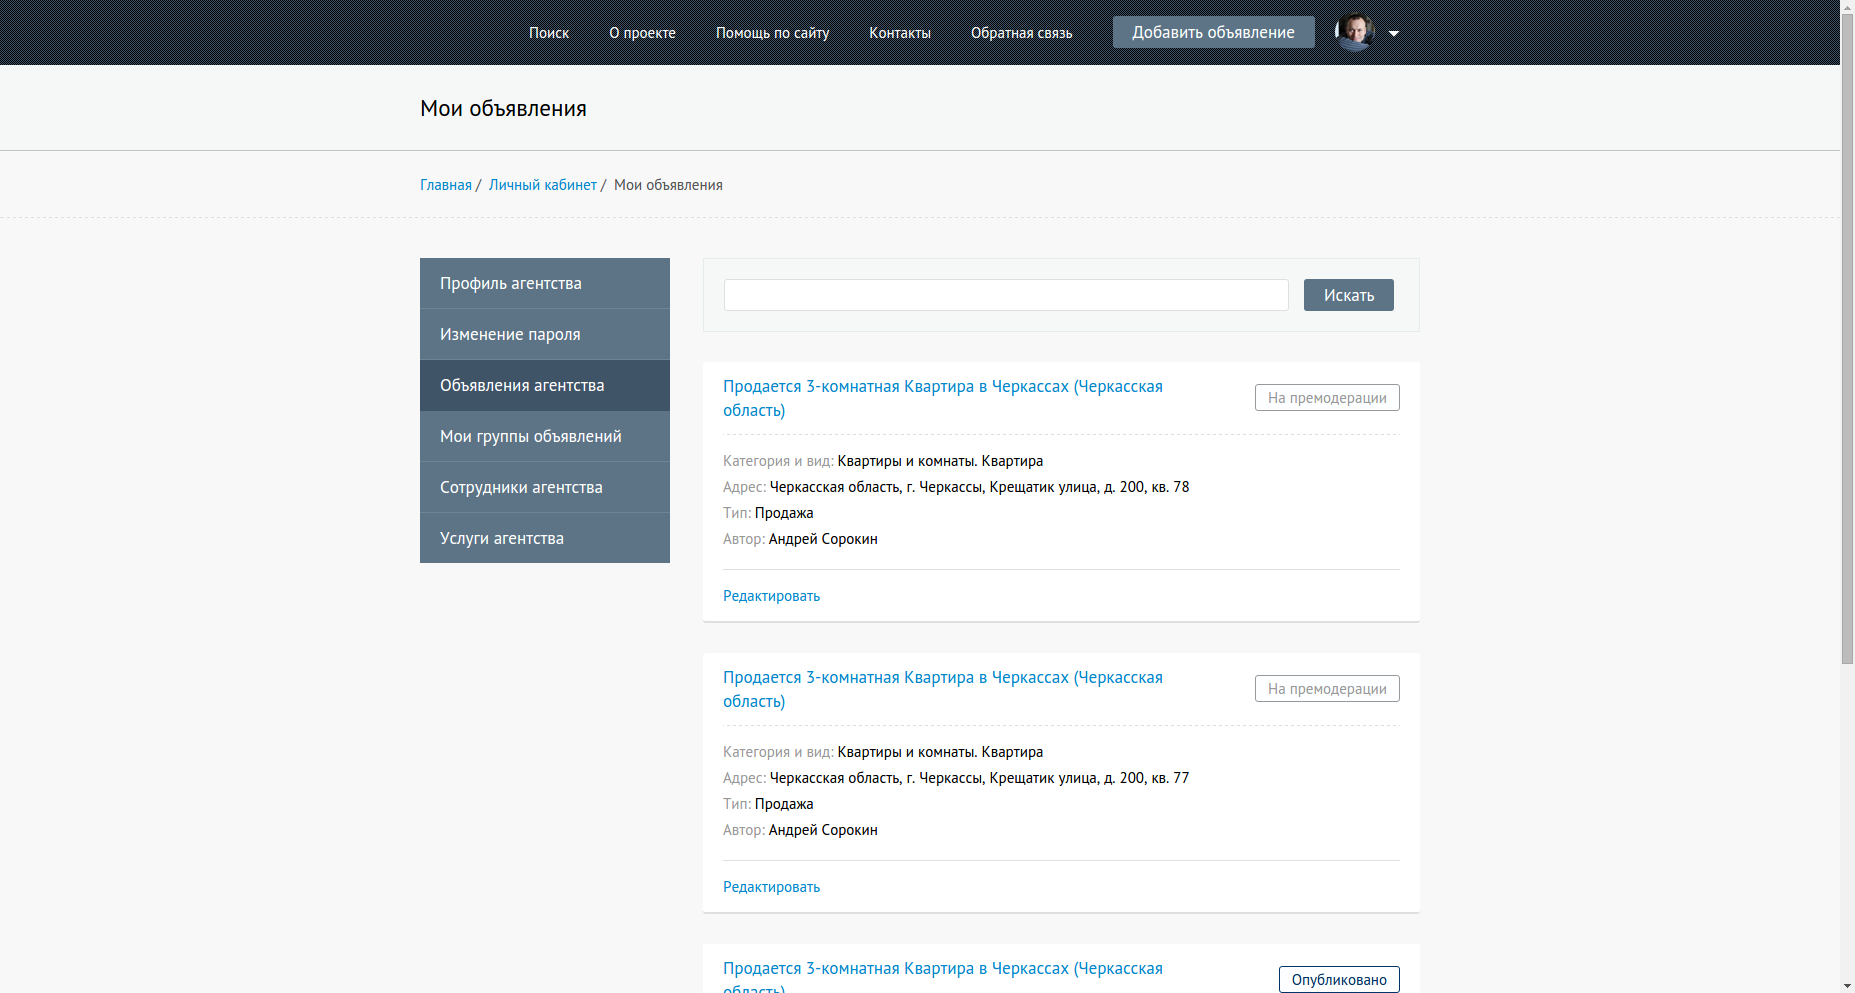 Поиск О проекте Помощь по сайту Контакты Обратная связь Добавить объявление
Мои объявления
Главная / Личный кабинет / Мои объявления
Профиль агентства
Изменение пароля
Объявления агентства
Мои группы объявлений
Сотрудники агентства
Услуги агентства
Искать
Продается 3-комнатная Квартира в Черкассах (Черкасская
область)
На премодерации
Категория и вид: Квартиры и комнаты. Квартира
Адрес: Черкасская область, г. Черкассы, Крещатик улица, д. 200, кв. 78
Тип: Продажа
Автор: Андрей Сорокин
Редактировать
Продается 3-комнатная Квартира в Черкассах (Черкасская
область)
На премодерации
Категория и вид: Квартиры и комнаты. Квартира
Адрес: Черкасская область, г. Черкассы, Крещатик улица, д. 200, кв. 77
Тип: Продажа
Автор: Андрей Сорокин
Редактировать
Продается 3-комнатная Квартира в Черкассах (Черкасская
область)
Опубликовано